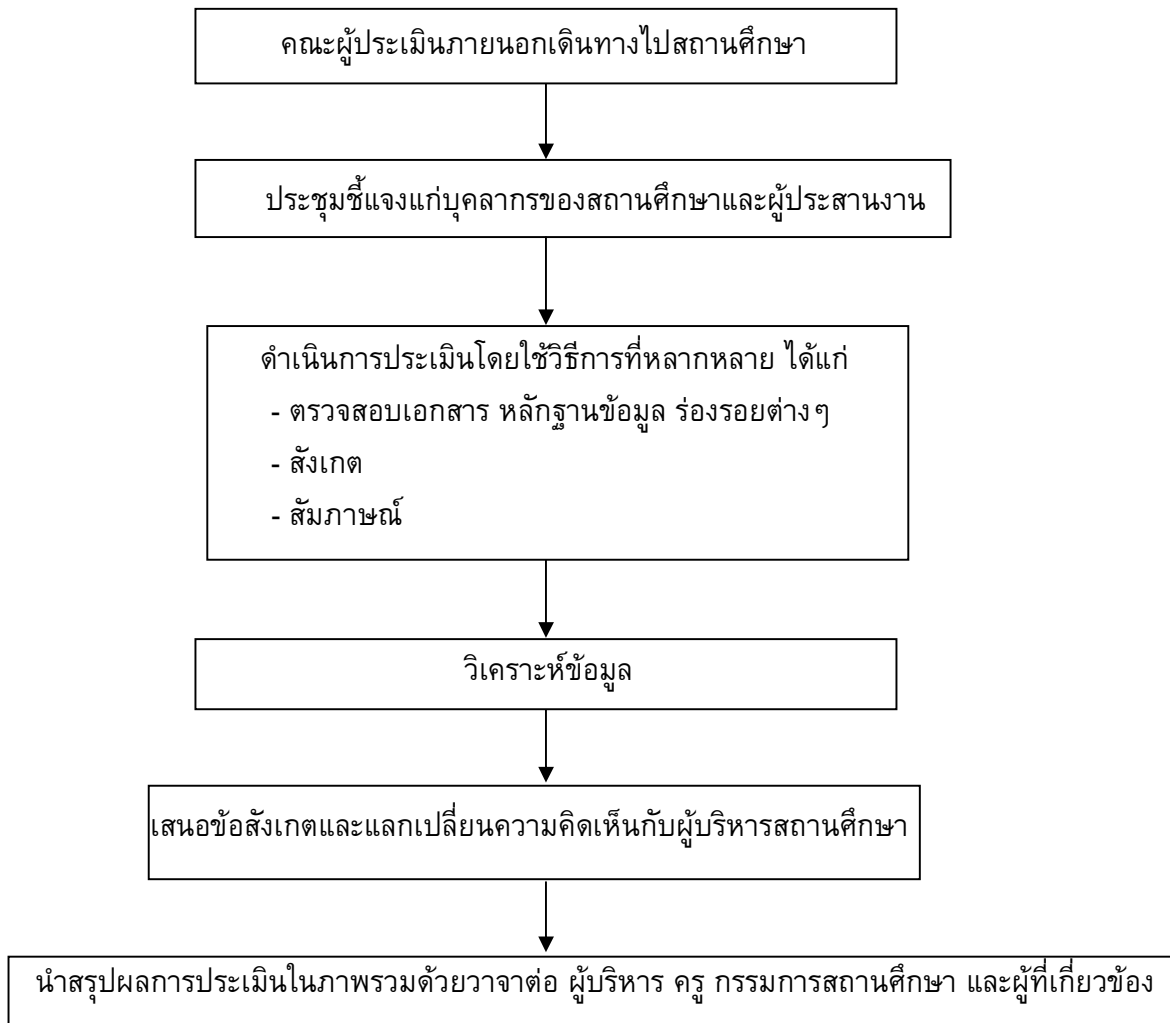 คณะผู้ประเมินภายนอกเดินทางไปสถานศึกษา
ประชุมชี้แจงแก่บุคลากรของสถานศึกษาและผู้ประสานงาน
ดำเนินการประเมินโดยใช้วิธีการที่หลากหลาย ได้แก่
- ตรวจสอบเอกสาร หลักฐานข้อมูล ร่องรอยต่างๆ
- สังเกต
- สัมภาษณ์
วิเคราะห์ข้อมูล
เสนอข้อสังเกตและแลกเปลี่ยนความคิดเห็นกับผู้บริหารสถานศึกษา
นำสรุปผลการประเมินในภาพรวมด้วยวาจาต่อ ผู้บริหาร ครู กรรมการสถานศึกษา และผู้ที่เกี่ยวข้อง